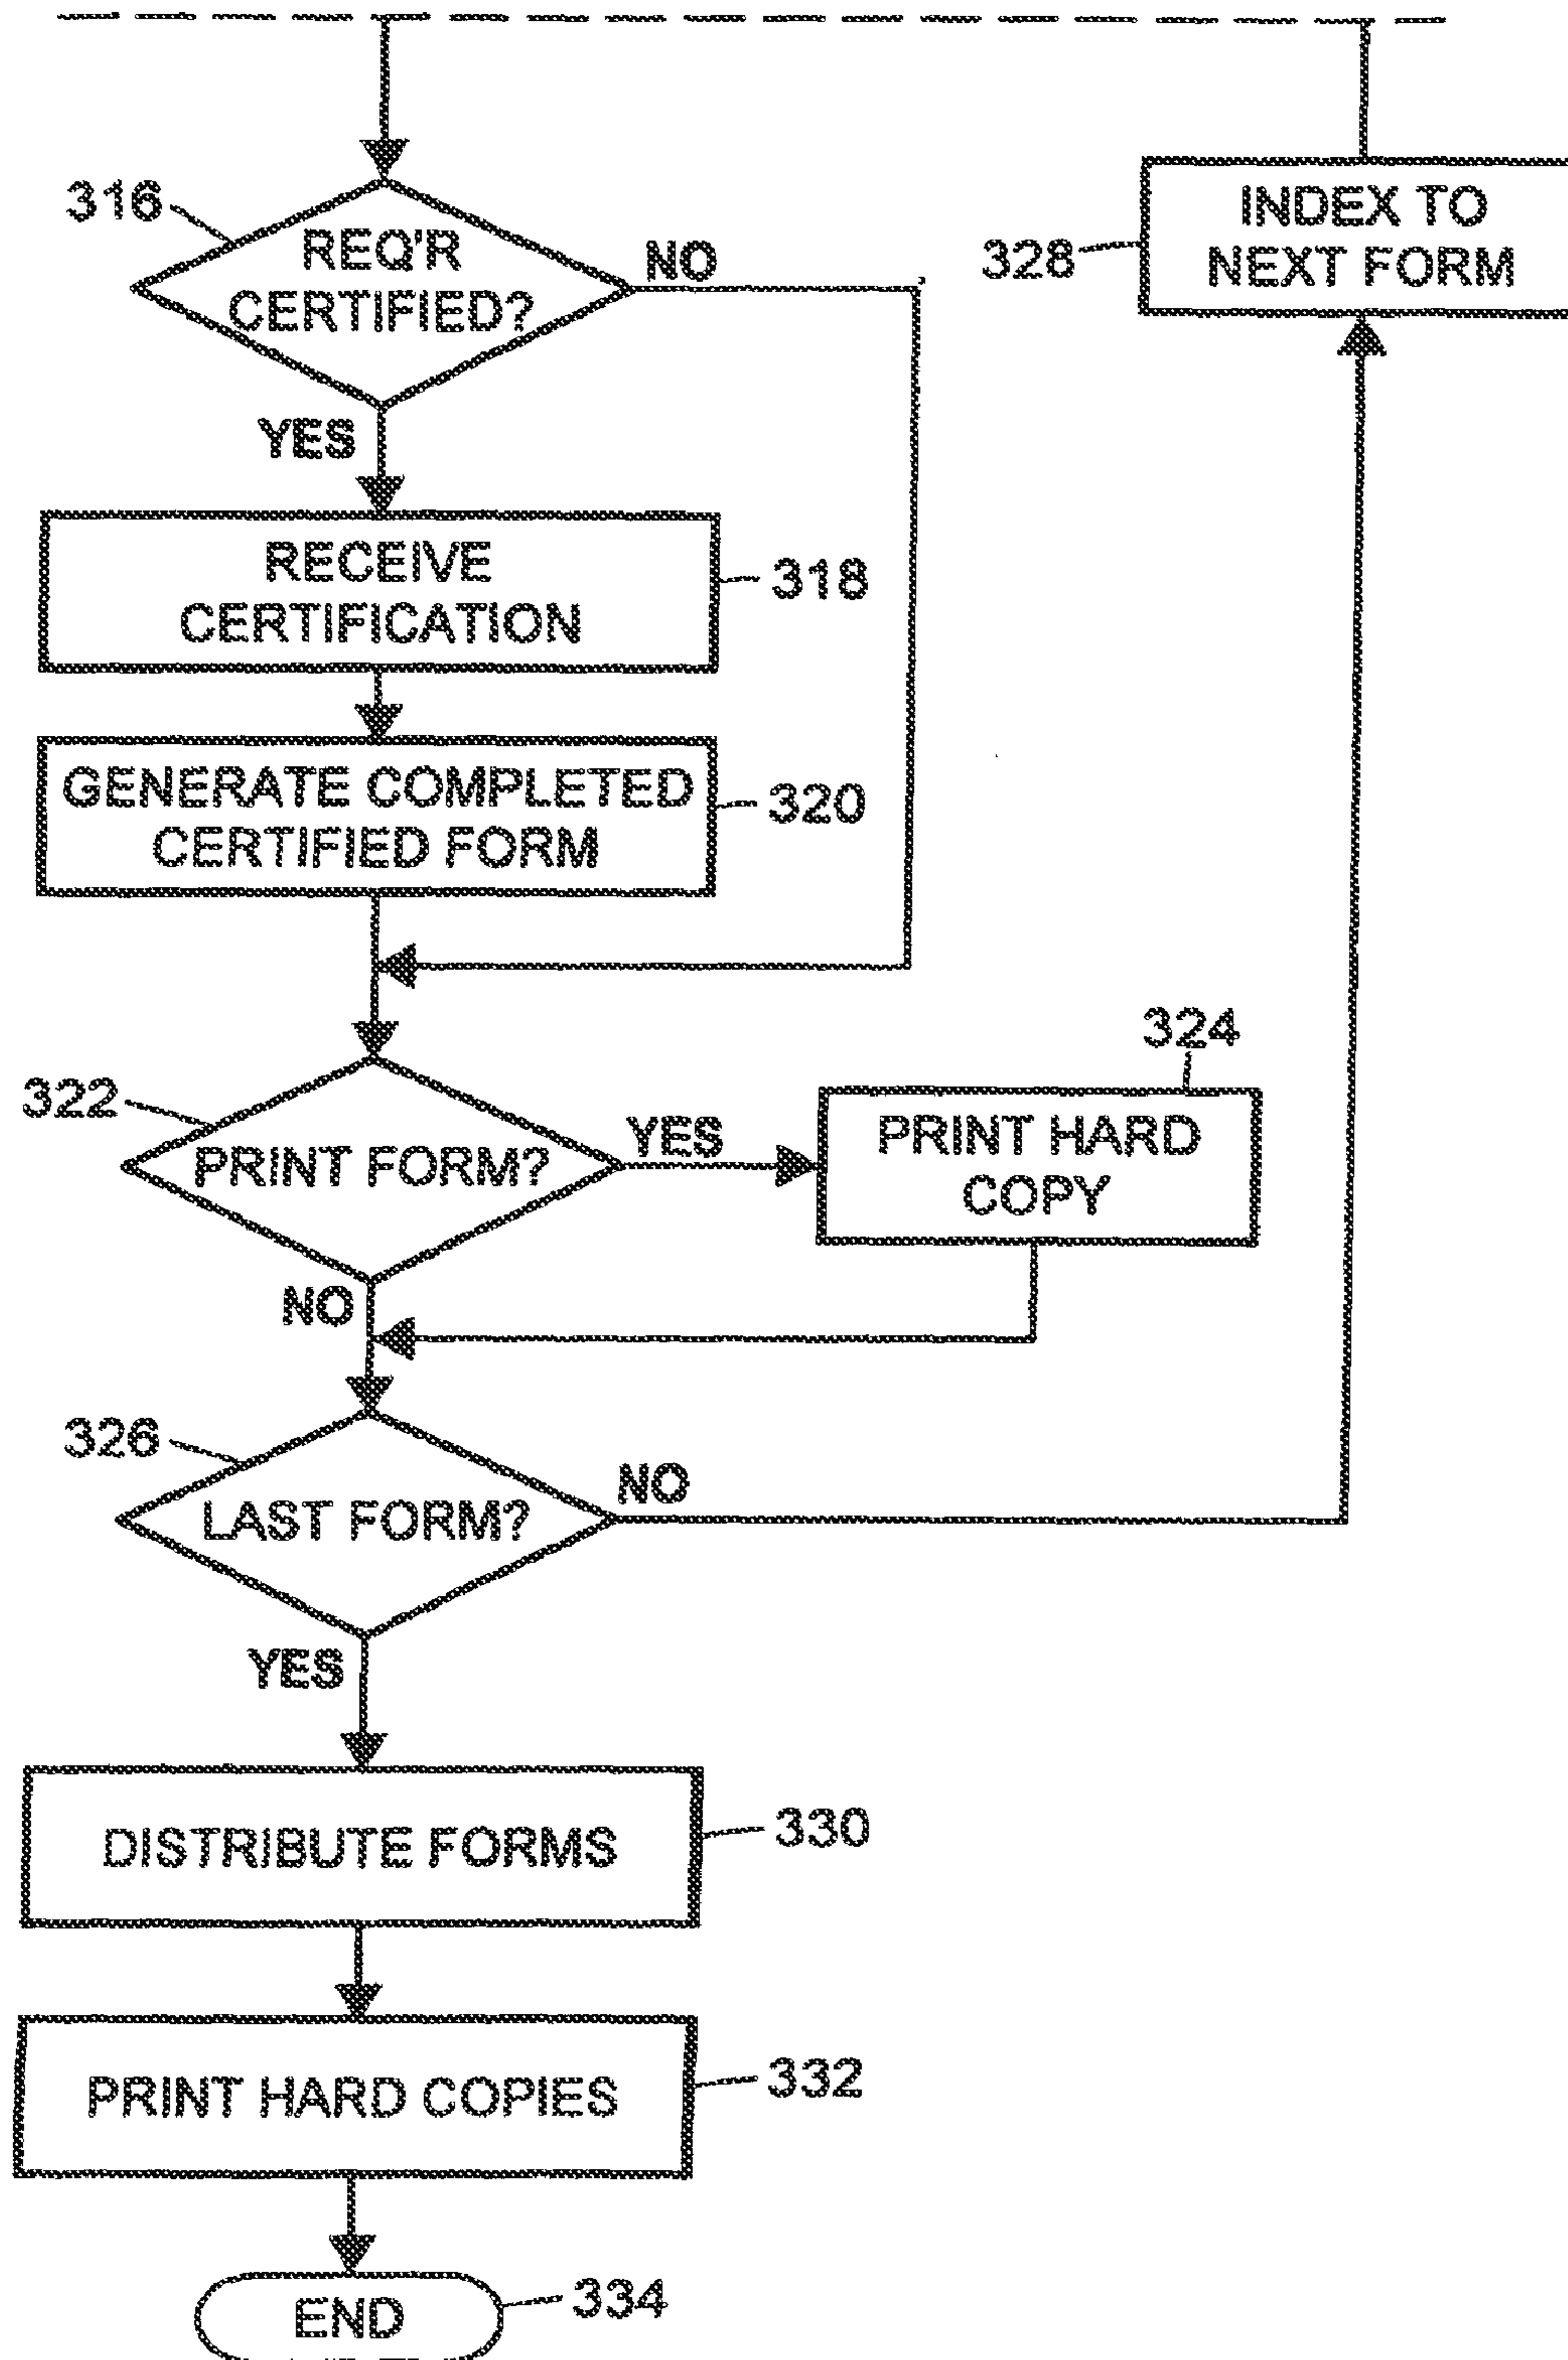 316
REQ'R
CERTIFIED?
NO
YES
328
INDEX TO
NEXT FORM
RECEIVE
CERTIFICATION
318
GENERATE COMPLETED
CERTIFIED FORM
320
322
PRINT FORM?
YES
NO
324
PRINT HARD
COPY
326
LAST FORM?
NO
YES
DISTRIBUTE FORMS
330
PRINT HARD COPIES
332
END
334